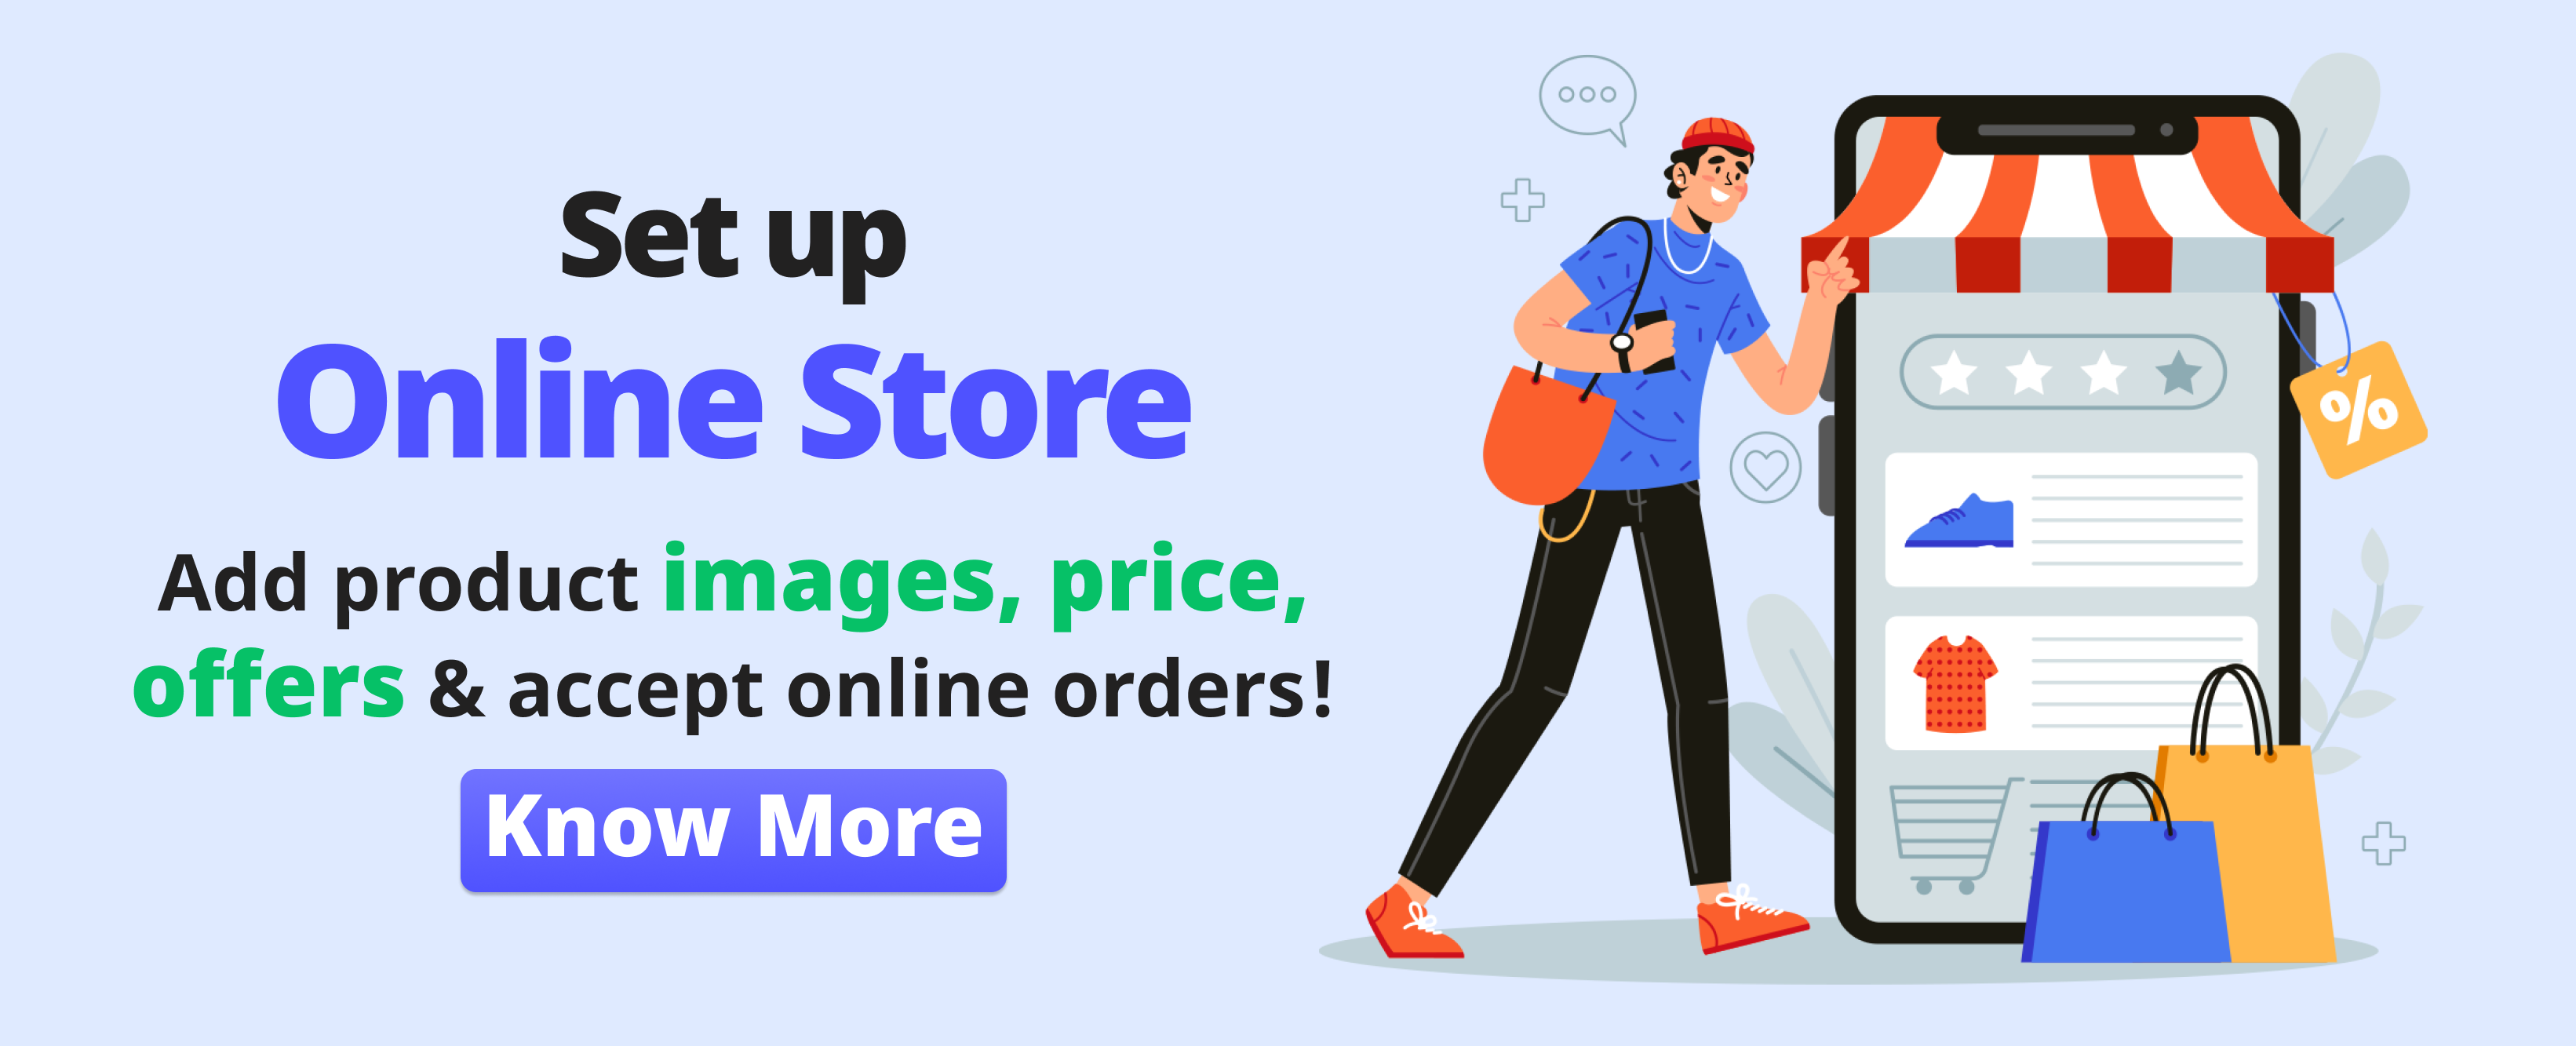 Set up
Online Store
Add product images, price,
offers & accept online orders!
Know More
%